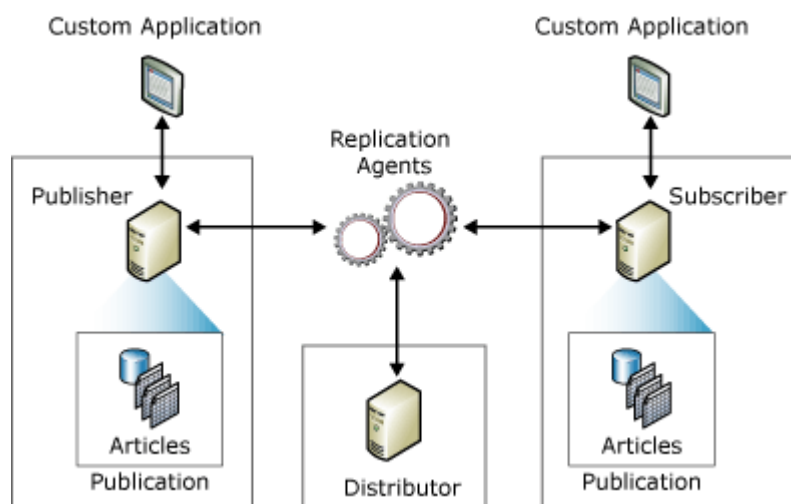 Custom Application
Custom Application
Replication
Agents
Publisher
Subscriber
Articles
Publication
Distributor
Articles
Publication